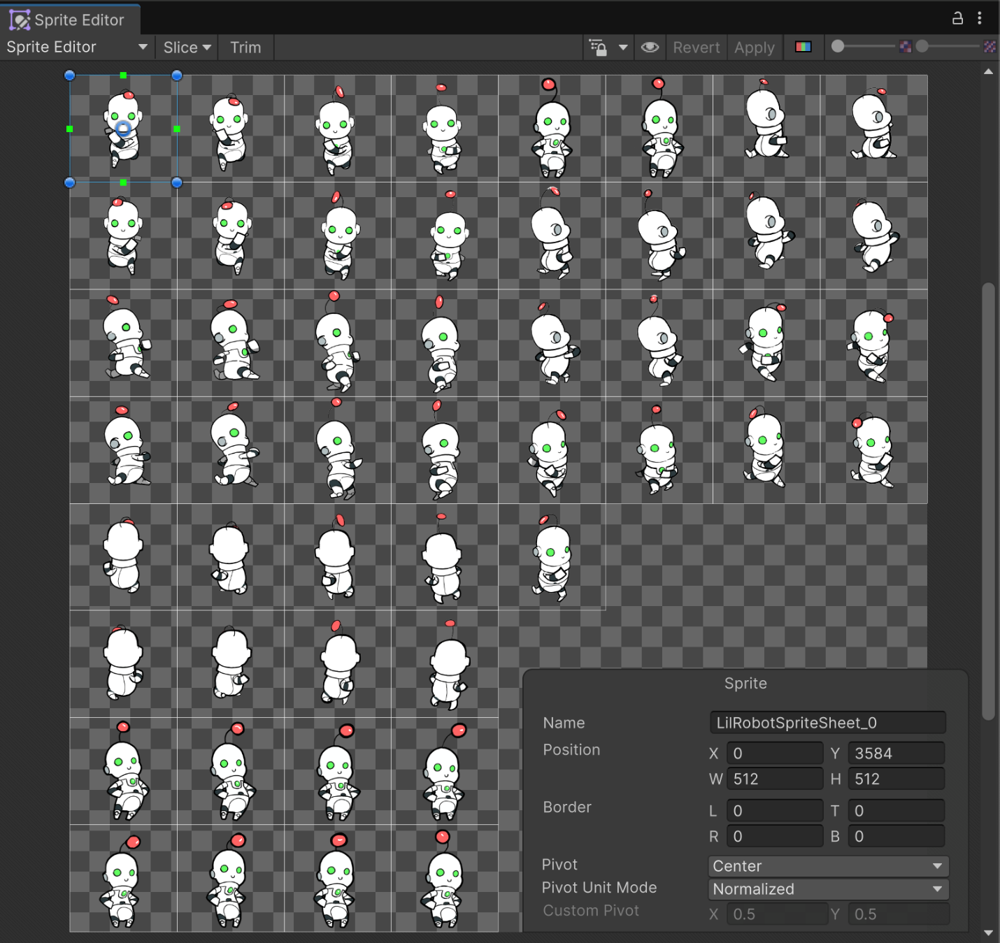 Sprite Editor
Sprite Editor Slice Trim Revert Apply
Sprite
Name LilRobotSpriteSheet_0
Position X 0 Y 3584
W 512 H 512
Border L 0 T 0
R 0 B 0
Pivot Center
Pivot Unit Mode Normalized
Custom Pivot X 0.5 Y 0.5